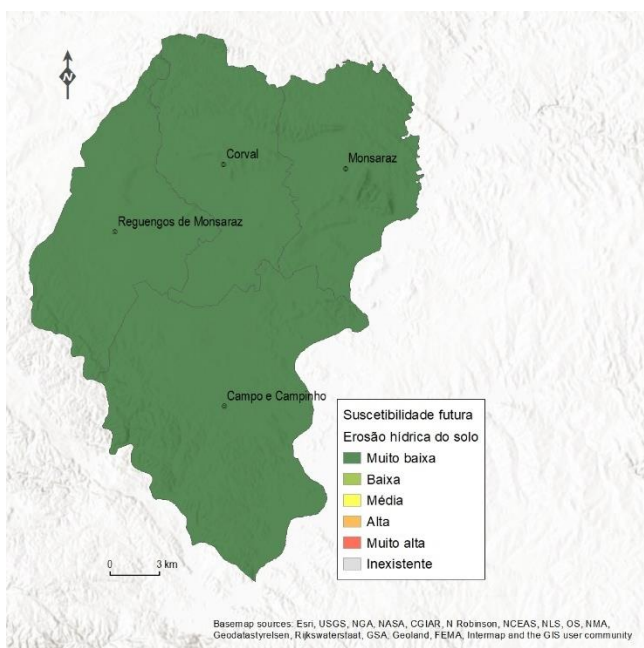 N
Corval
Monsaraz
Reguengos de Monsaraz
Campo e Campinho
Suscetibilidade futura
Erosão hídrica do solo
Muito baixa
Baixa
Média
Alta
Muito alta
Inexistente
0 3 km
Basemap sources: Esri, USGS, NGA, NASA, CGIAR, N Robinson, NCEAS, NLS, OS, NMA,
Geodatastyrelsen, Rijkswaterstaat, GSA, Geoland, FEMA, Intermap and the GIS user community